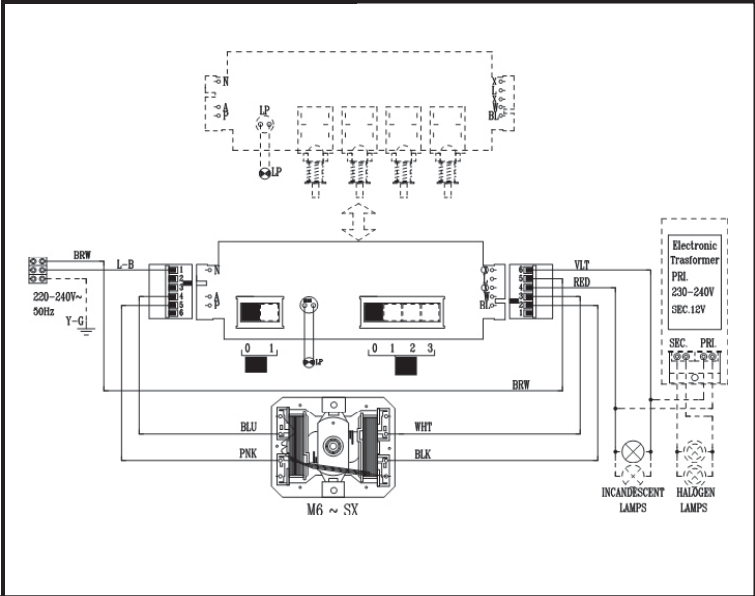 N
A
P
LP
LP
X
L
Y
W
BL
BRW
L-B
220-240V~
50Hz
Y-G
1
2
3
4
5
6
N
A
P
0 1
LP
0 1 2 3
W
BL
6
5
4
3
2
1
VLT
RED
BRW
BLU
WHT
PNK
BLK
M6 ~ SX
Electronic
Trasformer
PRI.
230-240V
SEC.12V
SEC. PRI.
INCANDESCENT
LAMPS
HALOGEN
LAMPS